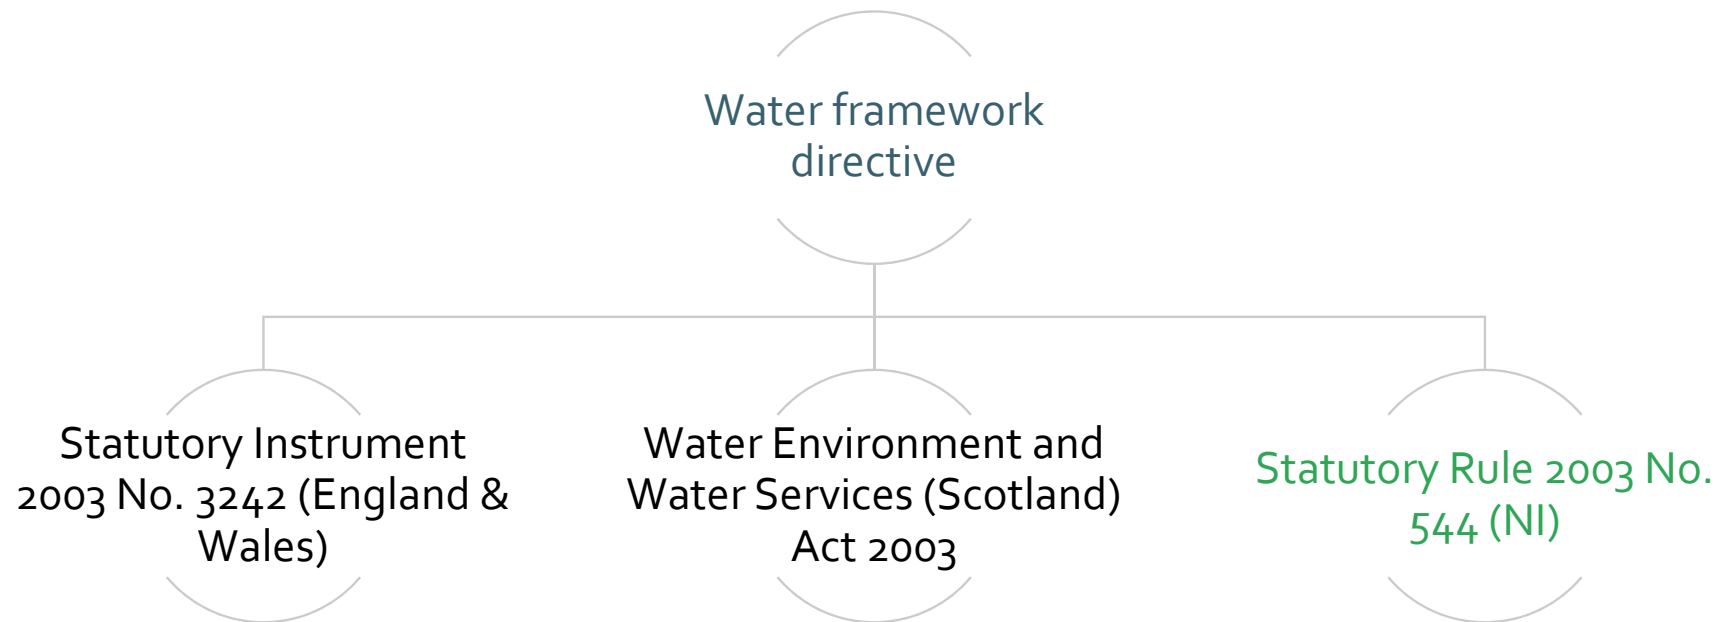 Water framework
directive
Statutory Instrument
2003 No. 3242 (England &
Wales)
Water Environment and
Water Services (Scotland)
Act 2003
Statutory Rule 2003 No.
544 (NI)